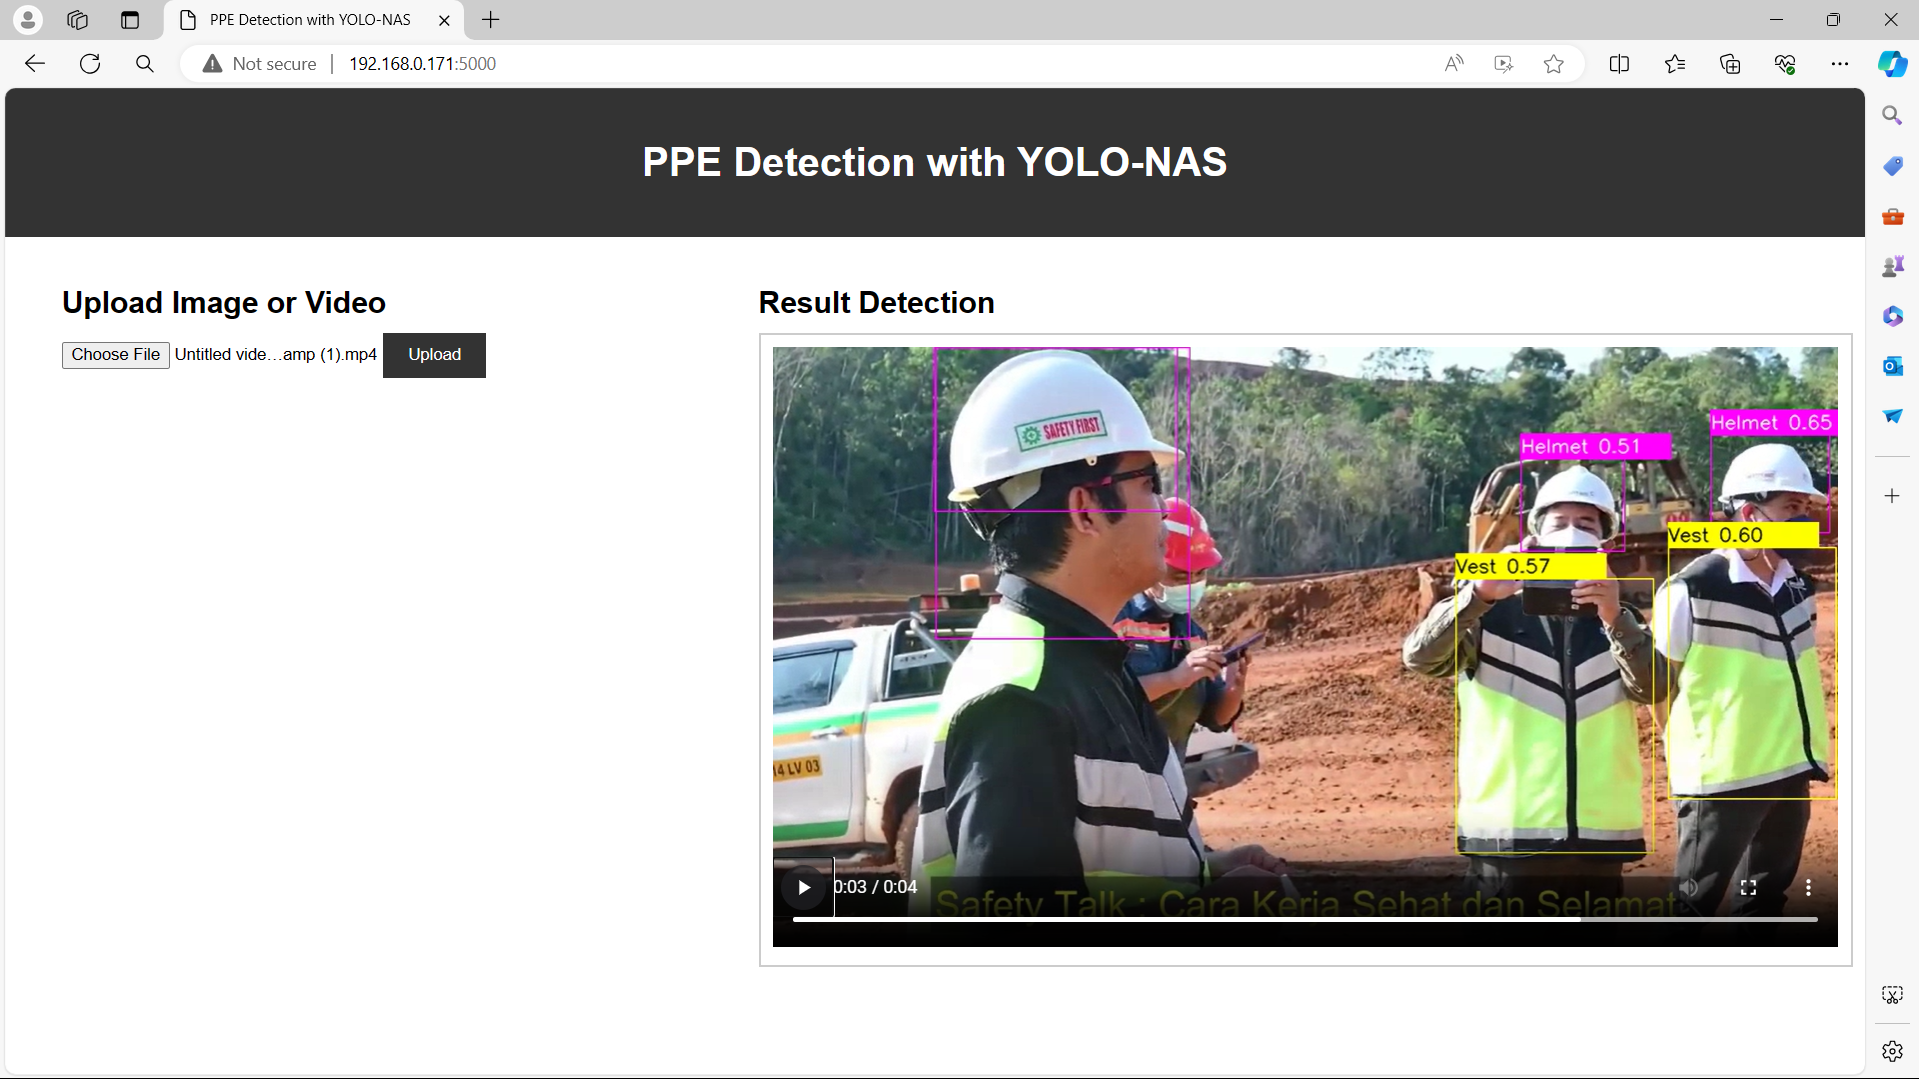 PPE Detection with YOLO-NAS
Not secure
192.168.0.171:5000
PPE Detection with YOLO-NAS
Upload Image or Video
Choose File Untitled vide...amp (1).mp4 Upload
Result Detection
SAFETY FIRST
Helmet 0.65
Helmet 0.51
Vest 0.60
Vest 0.57
14 LV 03
0:03 / 0:04
Safety Talk : Cara Kerja Sehat dan Selamat